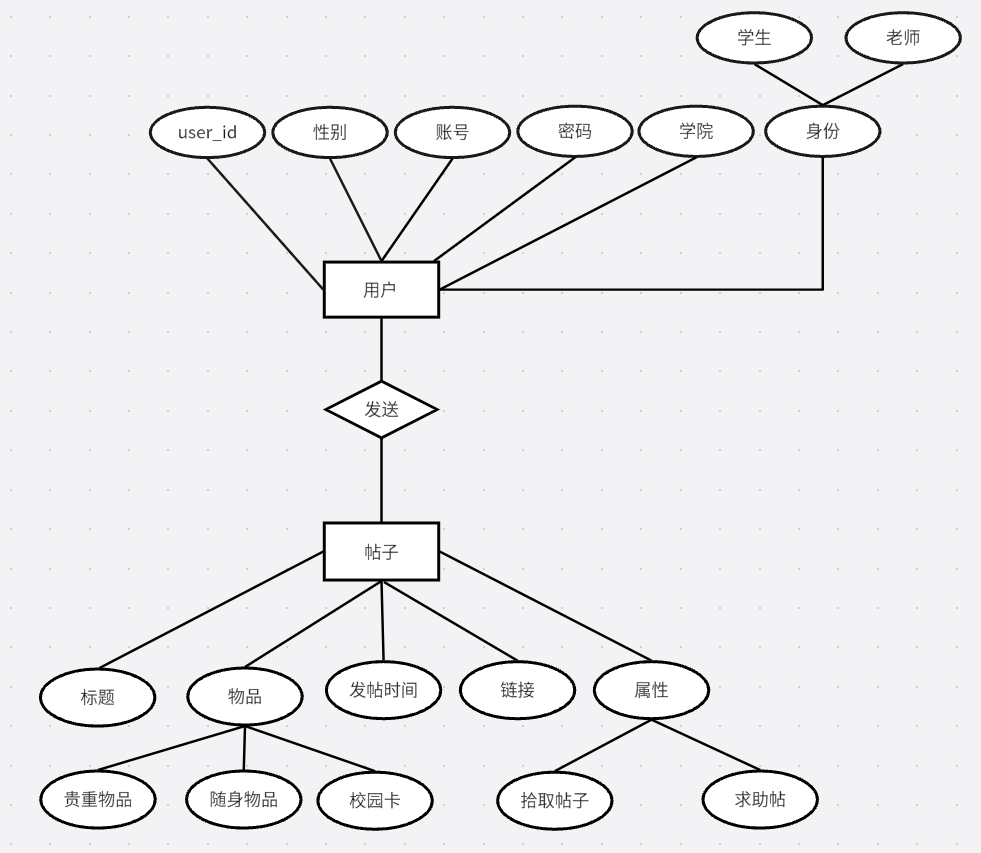 学生
老师
user_id
性别
账号
密码
学院
身份
用户
发送
帖子
标题
物品
发帖时间
链接
属性
贵重物品
随身物品
校园卡
拾取帖子
求助帖